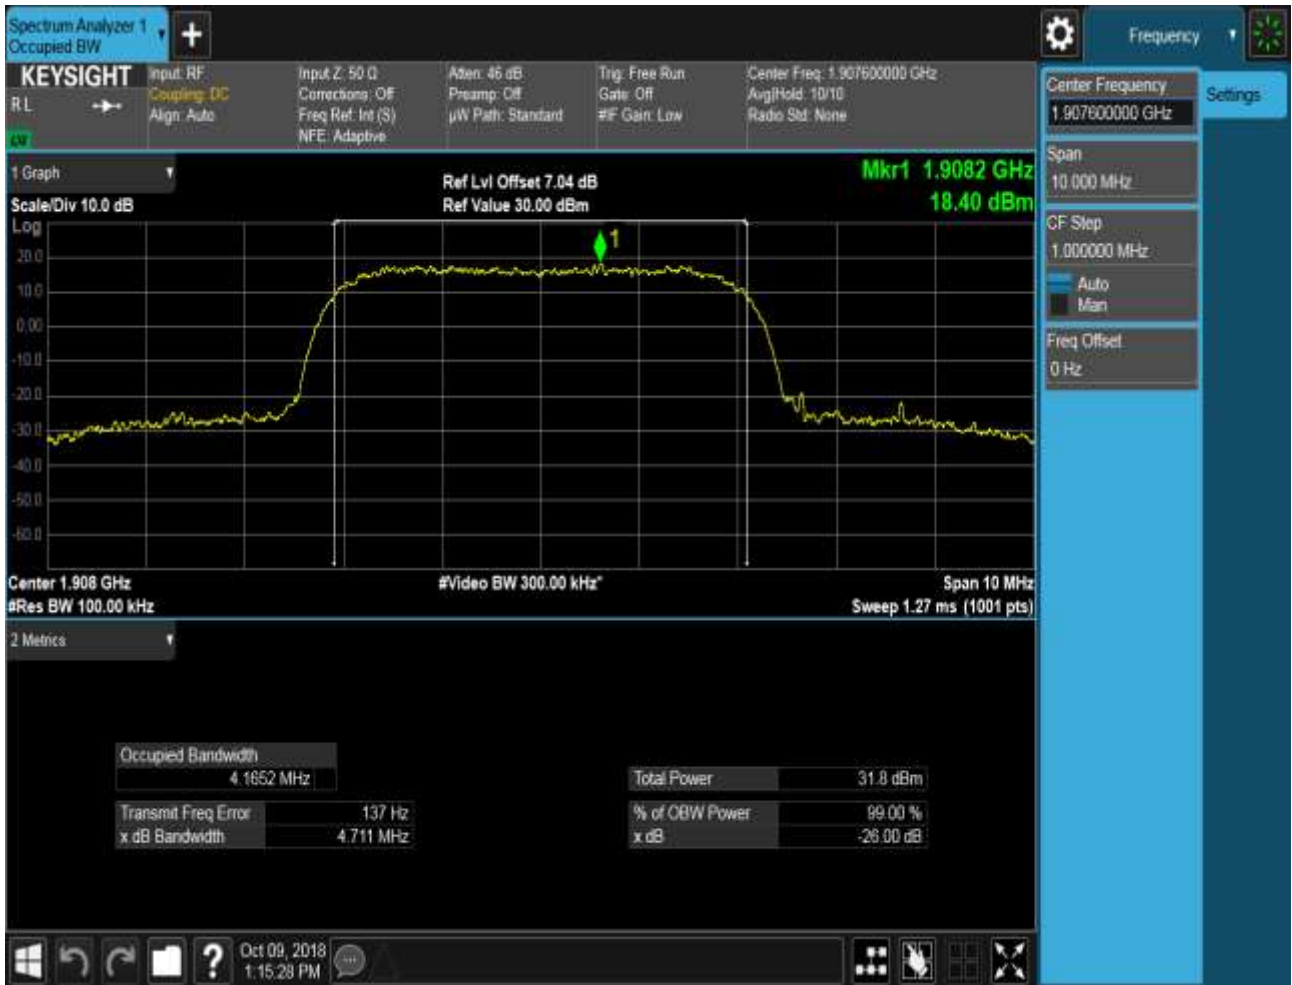 Spectrum Analyzer 1
Occupied BW
Frequency
KEYSIGHT
RL
LXI
Input: RF
Coupling: DC
Align: Auto
Input Z: 50 Ω
Corrections: Off
Freq Ref: Int (S)
NFE: Adaptive
Atten: 46 dB
Preamp: Off
µW Path: Standard
Trig: Free Run
Gate: Off
#IF Gain: Low
Center Freq: 1.907600000 GHz
Avg|Hold: 10/10
Radio Std: None
Center Frequency
1.907600000 GHz
Settings
Span
10.000 MHz
CF Step
1.000000 MHz
Auto
Man
Freq Offset
0 Hz
1 Graph
Scale/Div 10.0 dB
Ref Lvl Offset 7.04 dB
Ref Value 30.00 dBm
Mkr1 1.9082 GHz
18.40 dBm
Log
1
20.0
10.0
0.00
-10.0
-20.0
-30.0
-40.0
-50.0
-60.0
Center 1.908 GHz
#Res BW 100.00 kHz
#Video BW 300.00 kHz*
Span 10 MHz
Sweep 1.27 ms (1001 pts)
2 Metrics
Occupied Bandwidth
4.1652 MHz
Transmit Freq Error 137 Hz
x dB Bandwidth 4.711 MHz
Total Power 31.8 dBm
% of OBW Power 99.00 %
x dB -26.00 dB
?
Oct 09, 2018
1:15:28 PM